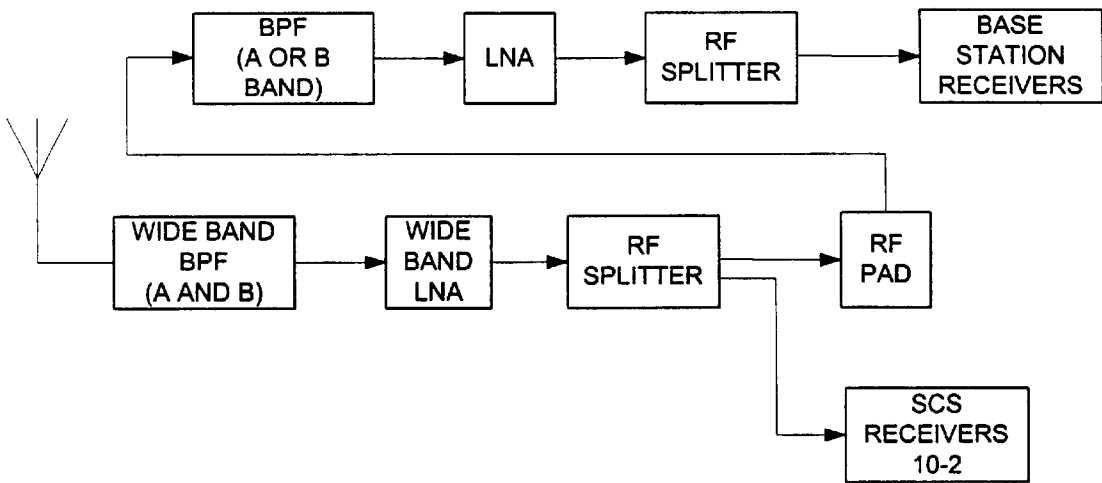 BPF
(A OR B
BAND)
LNA
RF
SPLITTER
BASE
STATION
RECEIVERS
WIDE BAND
BPF
(A AND B)
WIDE
BAND
LNA
RF
SPLITTER
RF
PAD
SCS
RECEIVERS
10-2